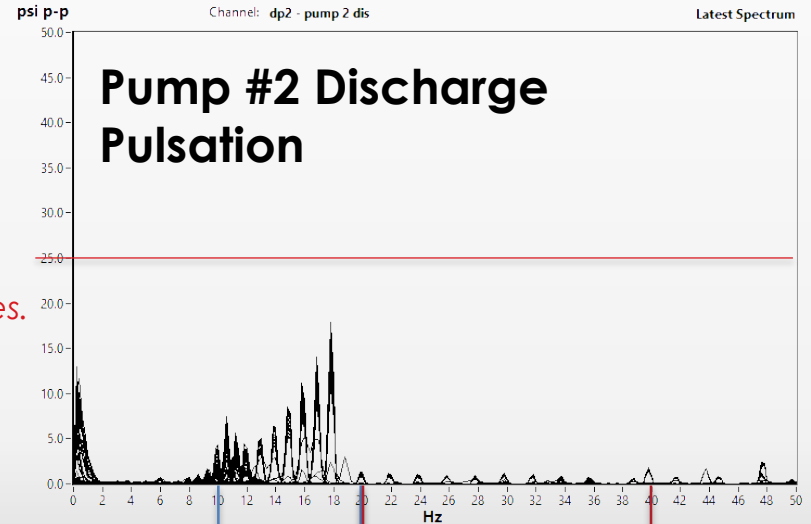 psi p-p
Channel: dp2 - pump 2 dis
Latest Spectrum
Pump #2 Discharge
Pulsation
50.0
45.0
40.0
35.0
30.0
25.0
es.
20.0
15.0
10.0
5.0
0.0
0 2 4 6 8 10 12 14 16 18 20 22 24 26 28 30 32 34 36 38 40 42 44 46 48 50
Hz